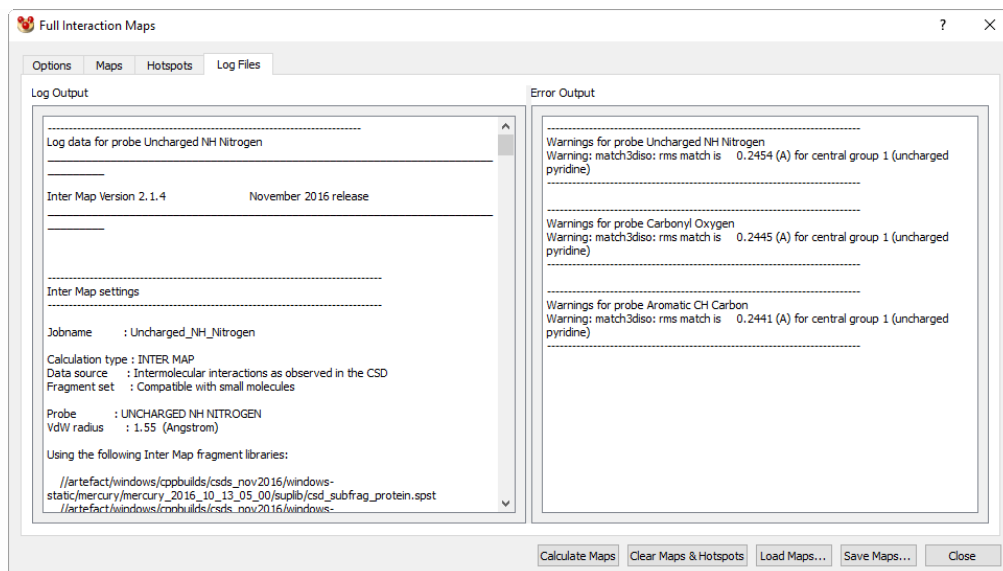 Full Interaction Maps
? ×
Options Maps Hotspots Log Files
Log Output
---------------------------------------------------------------------------
Log data for probe Uncharged NH Nitrogen
Inter Map Version 2.1.4 November 2016 release
--------------------------------------------------------------------------------
Inter Map settings
--------------------------------------------------------------------------------
Jobname : Uncharged_NH_Nitrogen
Calculation type : INTER MAP
Data source : Intermolecular interactions as observed in the CSD
Fragment set : Compatible with small molecules
Probe : UNCHARGED NH NITROGEN
VdW radius : 1.55 (Angstrom)
Using the following Inter Map fragment libraries:
//artefact/windows/cppbuilds/csds_nov2016/windows-
static/mercury/mercury_2016_10_13_05_00/suplib/csd_subfrag_protein.spst
//artefact/windows/cppbuilds/csds_nov2016/windows-
Error Output
---------------------------------------------------------------------------
Warnings for probe Uncharged NH Nitrogen
Warning: match3diso: rms match is 0.2454 (A) for central group 1 (uncharged
pyridine)
---------------------------------------------------------------------------
---------------------------------------------------------------------------
Warnings for probe Carbonyl Oxygen
Warning: match3diso: rms match is 0.2445 (A) for central group 1 (uncharged
pyridine)
---------------------------------------------------------------------------
---------------------------------------------------------------------------
Warnings for probe Aromatic CH Carbon
Warning: match3diso: rms match is 0.2441 (A) for central group 1 (uncharged
pyridine)
---------------------------------------------------------------------------
Calculate Maps Clear Maps & Hotspots Load Maps... Save Maps... Close